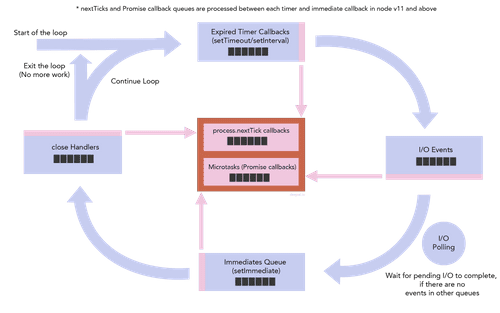 * nextTicks and Promise callback queues are processed between each timer and immediate callback in node v11 and above
Start of the loop
Expired Timer Callbacks
(setTimeout/setInterval)
Exit the loop
(No more work)
Continue Loop
process.nextTick callbacks
close Handlers
I/O Events
Microtasks (Promise callbacks)
I/O
Polling
Immediates Queue
(setImmediate)
Wait for pending I/O to complete,
if there are no
events in other queues